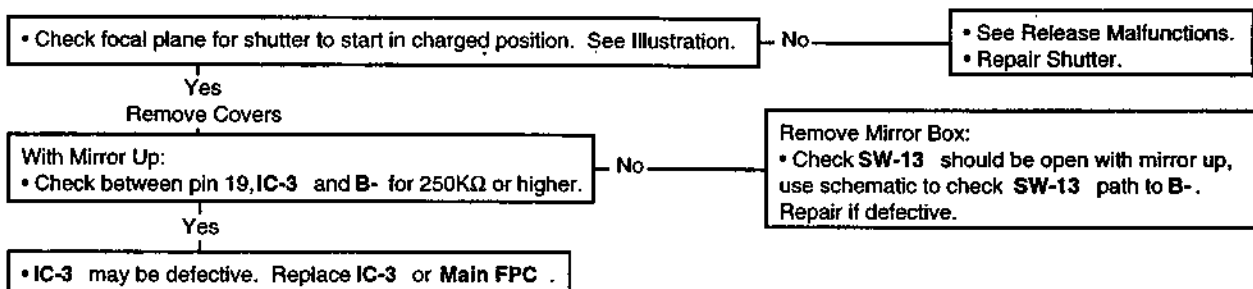 • Check focal plane for shutter to start in charged position. See Illustration.
No
• See Release Malfunctions.
• Repair Shutter.
Yes
Remove Covers
With Mirror Up:
• Check between pin 19, IC-3 and B- for 250KΩ or higher.
No
Remove Mirror Box:
• Check SW-13 should be open with mirror up,
use schematic to check SW-13 path to B-.
Repair if defective.
Yes
• IC-3 may be defective. Replace IC-3 or Main FPC .